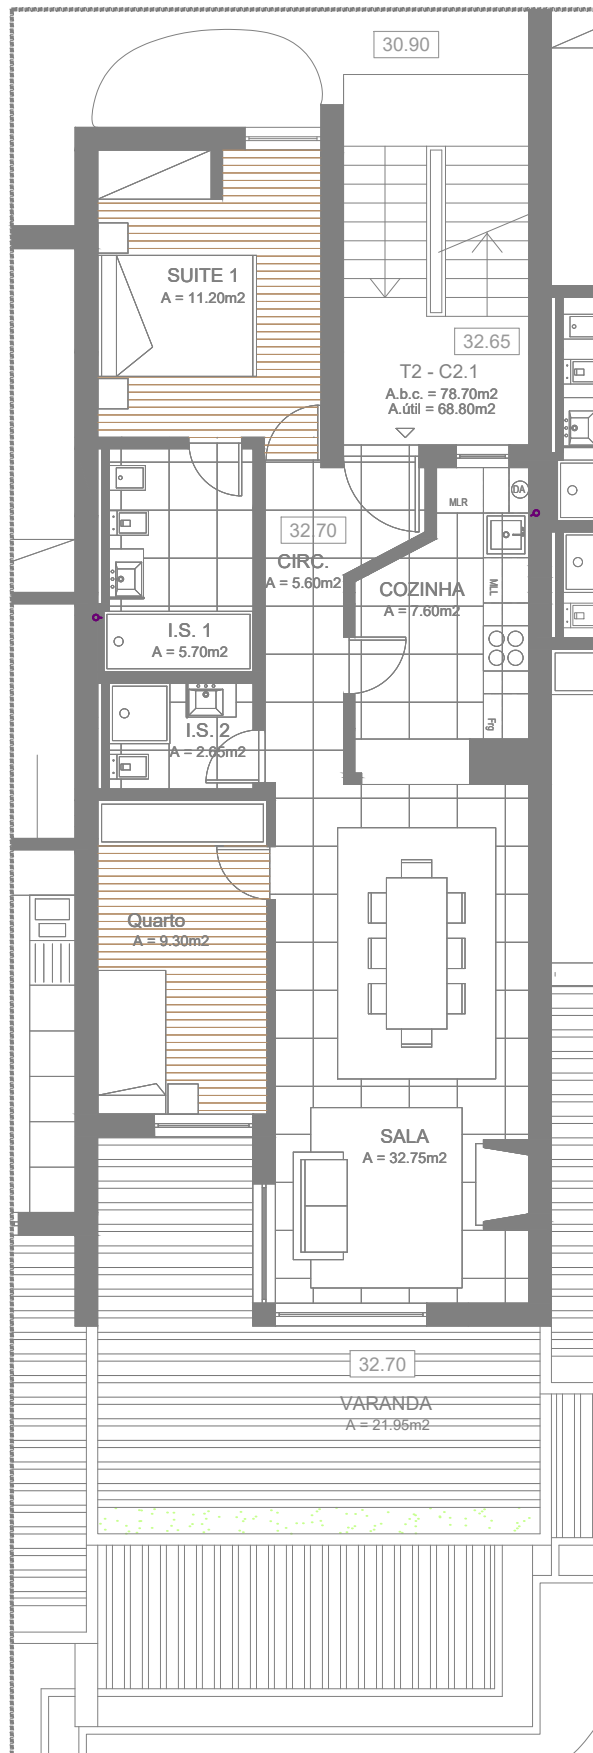 30.90
SUITE 1
A = 11.20m2
32.65
T2 - C2.1
A.b.c. = 78.70m2
A.útil = 68.80m2
MLR
DA
32.70
CIRC.
A = 5.60m2
COZINHA
A = 7.60m2
MLL
I.S. 1
A = 5.70m2
I.S. 2
A = 2.65m2
Frg
Quarto
A = 9.30m2
SALA
A = 32.75m2
32.70
VARANDA
A = 21.95m2